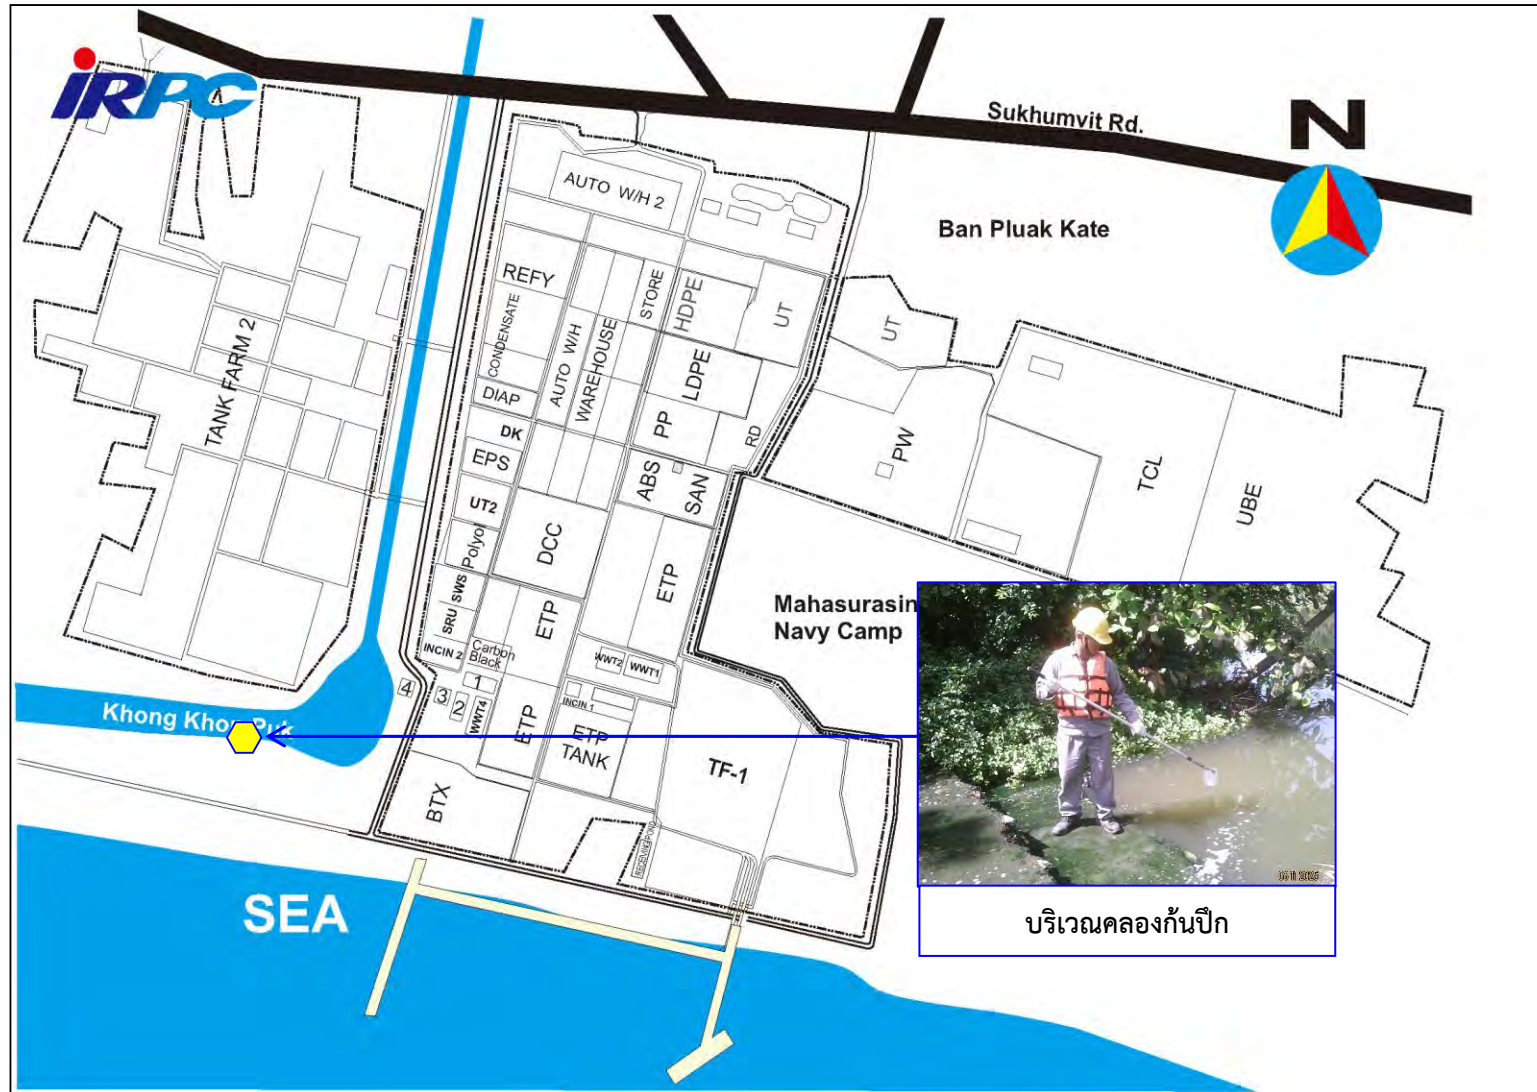 IRPC
Sukhumvit Rd.
N
AUTO W/H 2
Ban Pluak Kate
REFY
CONDENSATE
STORE
HDPE
UT
UT
AUTO W/H
WAREHOUSE
TANK FARM 2
DIAP
LDPE
DK
PP
RD
PW
EPS
ABS
SAN
TCL
UBE
UT2
Polyol
DCC
ETP
SWS
SRU
ETP
Mahasurasin
Navy Camp
INCIN 2
Carbon
Black
WWT2
WWT1
1
4
3
2
WWT4
ETP
INCIN 1
ETP
TANK
Khong Khon Puk
TF-1
BTX
RECEIVING POND
SEA
บริเวณคลองก้นปึก